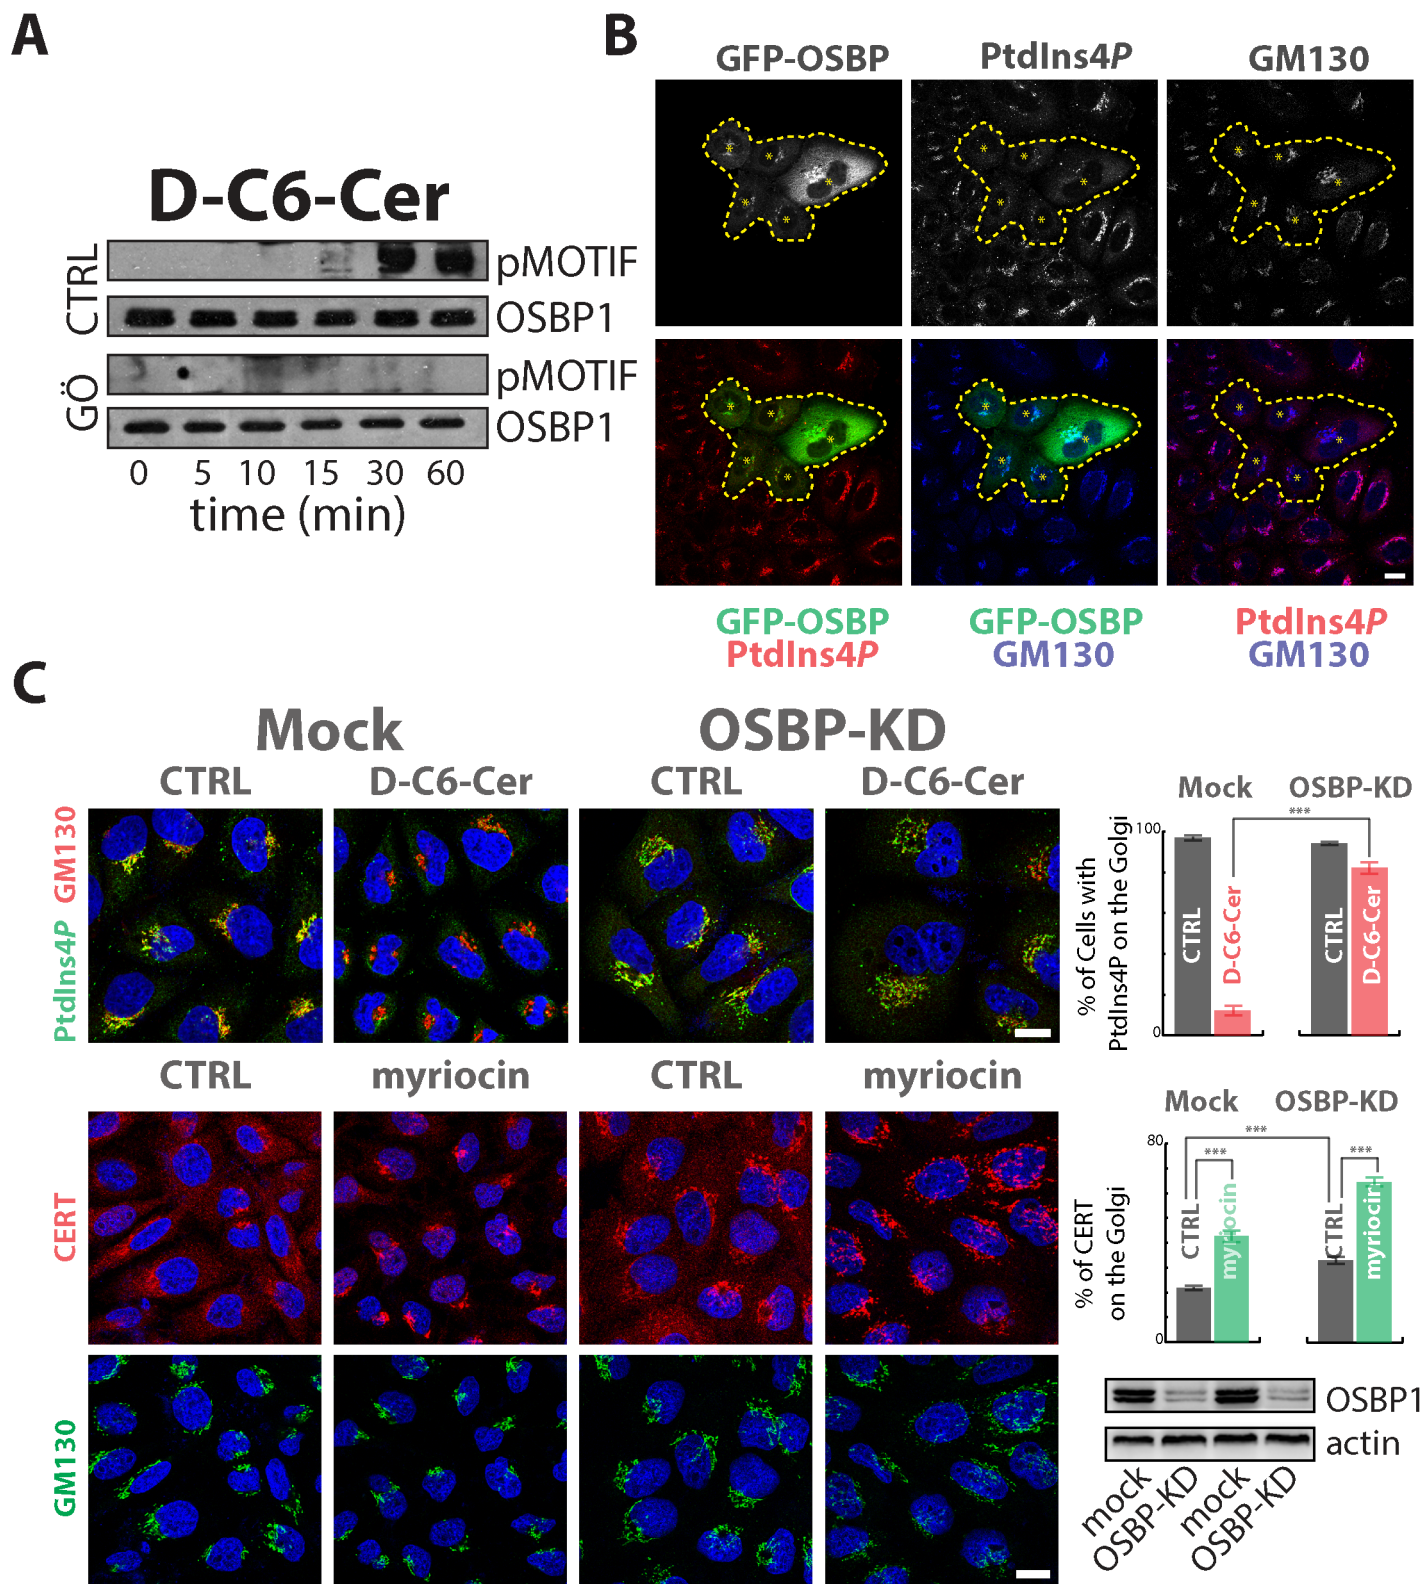 A
D-C6-Cer
CTRL
pMOTIF
OSBP1
GÖ
pMOTIF
OSBP1
0 5 10 15 30 60
time (min)
B
GFP-OSBP PtdIns4P GM130
GFP-OSBP
PtdIns4P
GFP-OSBP
GM130
PtdIns4P
GM130
C
Mock OSBP-KD
CTRL D-C6-Cer CTRL D-C6-Cer
PtdIns4P GM130
Mock OSBP-KD
***
100
0
% of Cells with
PtdIns4P on the Golgi
CTRL
D-C6-Cer
CTRL
D-C6-Cer
CTRL myriocin CTRL myriocin
CERT
GM130
Mock OSBP-KD
***
*** ***
80
0
% of CERT
on the Golgi
CTRL
myriocin
CTRL
myriocin
OSBP1
actin
mock
OSBP-KD
mock
OSBP-KD